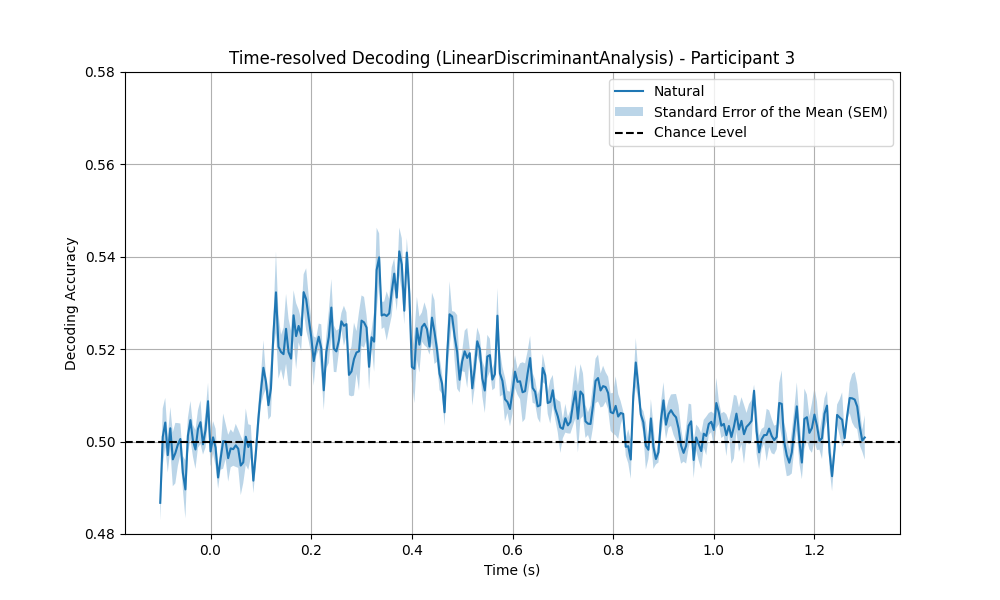 Time-resolved Decoding (LinearDiscriminantAnalysis) - Participant 3
Natural
Standard Error of the Mean (SEM)
Chance Level
Decoding Accuracy
0.58
0.56
0.54
0.52
0.50
0.48
0.0 0.2 0.4 0.6 0.8 1.0 1.2
Time (s)